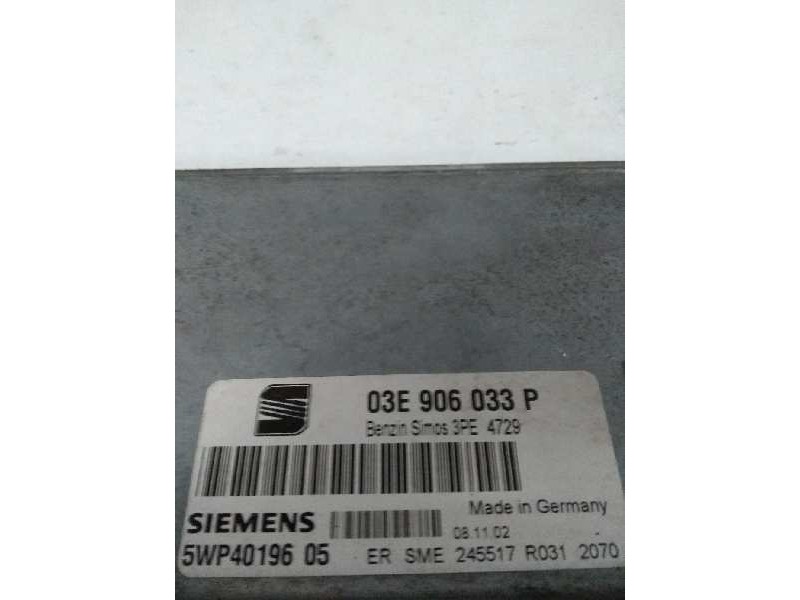 03E 906 033 P
Benzin Simos 3PE 4729
Made in Germany
SIEMENS
08.11.02
5WP40196 05 ER SME 245517 R031 2070